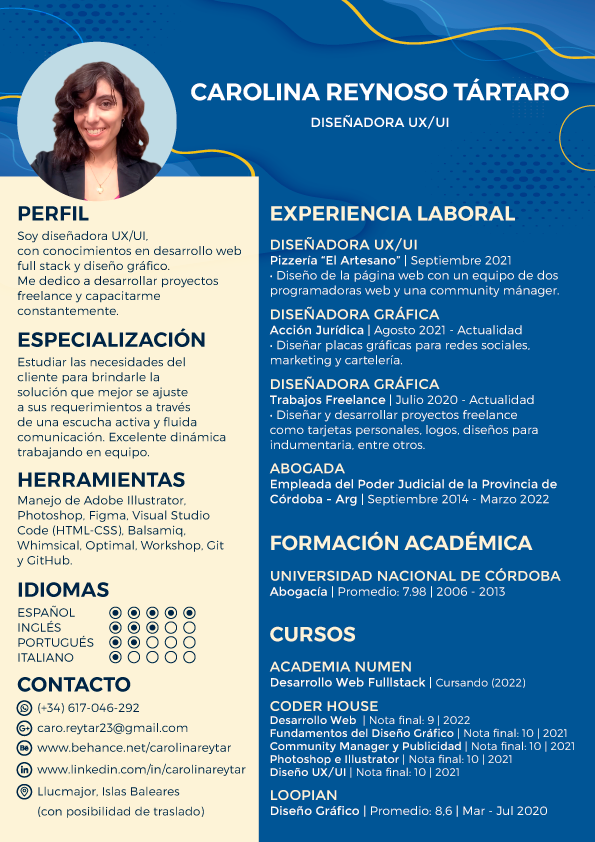 CAROLINA REYNOSO TÁRTARO
DISEÑADORA UX/UI
PERFIL
Soy diseñadora UX/UI,
con conocimientos en desarrollo web
full stack y diseño gráfico.
Me dedico a desarrollar proyectos
freelance y capacitarme
constantemente.
ESPECIALIZACIÓN
Estudiar las necesidades del
cliente para brindarle la
solución que mejor se ajuste
a sus requerimientos a través
de una escucha activa y fluida
comunicación. Excelente dinámica
trabajando en equipo.
HERRAMIENTAS
Manejo de Adobe Illustrator,
Photoshop, Figma, Visual Studio
Code (HTML-CSS), Balsamiq,
Whimsical, Optimal, Workshop, Git
y GitHub.
IDIOMAS
ESPAÑOL
INGLÉS
PORTUGUÉS
ITALIANO
CONTACTO
(+34) 617-046-292
caro.reytar23@gmail.com
www.behance.net/carolinareytar
www.linkedin.com/in/carolinareytar
Llucmajor, Islas Baleares
(con posibilidad de traslado)
EXPERIENCIA LABORAL
DISEÑADORA UX/UI
Pizzería "El Artesano" | Septiembre 2021
• Diseño de la página web con un equipo de dos
programadoras web y una community mánager.
DISEÑADORA GRÁFICA
Acción Jurídica | Agosto 2021 - Actualidad
• Diseñar placas gráficas para redes sociales,
marketing y cartelería.
DISEÑADORA GRÁFICA
Trabajos Freelance | Julio 2020 - Actualidad
• Diseñar y desarrollar proyectos freelance
como tarjetas personales, logos, diseños para
indumentaria, entre otros.
ABOGADA
Empleada del Poder Judicial de la Provincia de
Córdoba - Arg | Septiembre 2014 - Marzo 2022
FORMACIÓN ACADÉMICA
UNIVERSIDAD NACIONAL DE CÓRDOBA
Abogacía | Promedio: 7.98 | 2006 - 2013
CURSOS
ACADEMIA NUMEN
Desarrollo Web Fulllstack | Cursando (2022)
CODER HOUSE
Desarrollo Web | Nota final: 9 | 2022
Fundamentos del Diseño Gráfico | Nota final: 10 | 2021
Community Manager y Publicidad | Nota final: 10 | 2021
Photoshop e Illustrator | Nota final: 10 | 2021
Diseño UX/UI | Nota final: 10 | 2021
LOOPIAN
Diseño Gráfico | Promedio: 8,6 | Mar - Jul 2020